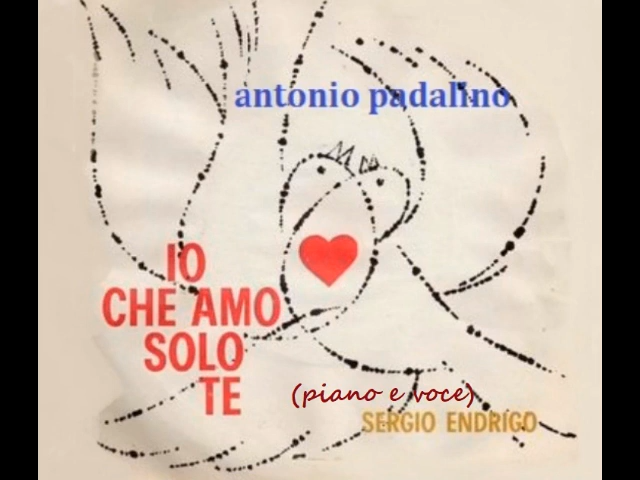 antonio padalino
IO
CHE AMO
SOLO
TE
(piano e voce)
SERGIO ENDRIGO